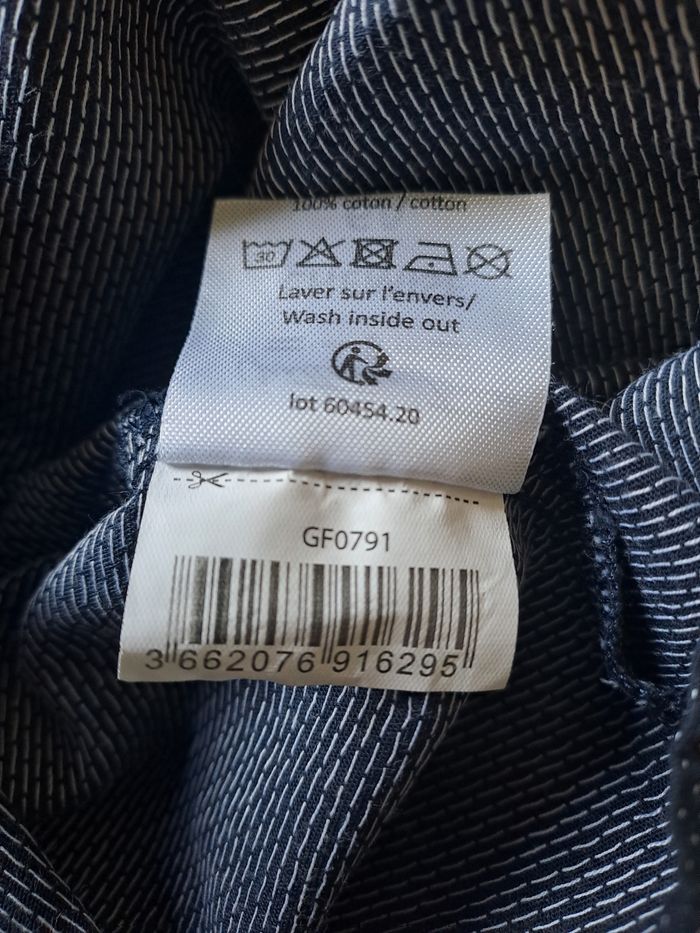 100% coton / cotton
30
Laver sur l'envers/
Wash inside out
lot 60454.20
GF0791
3 662076 916295